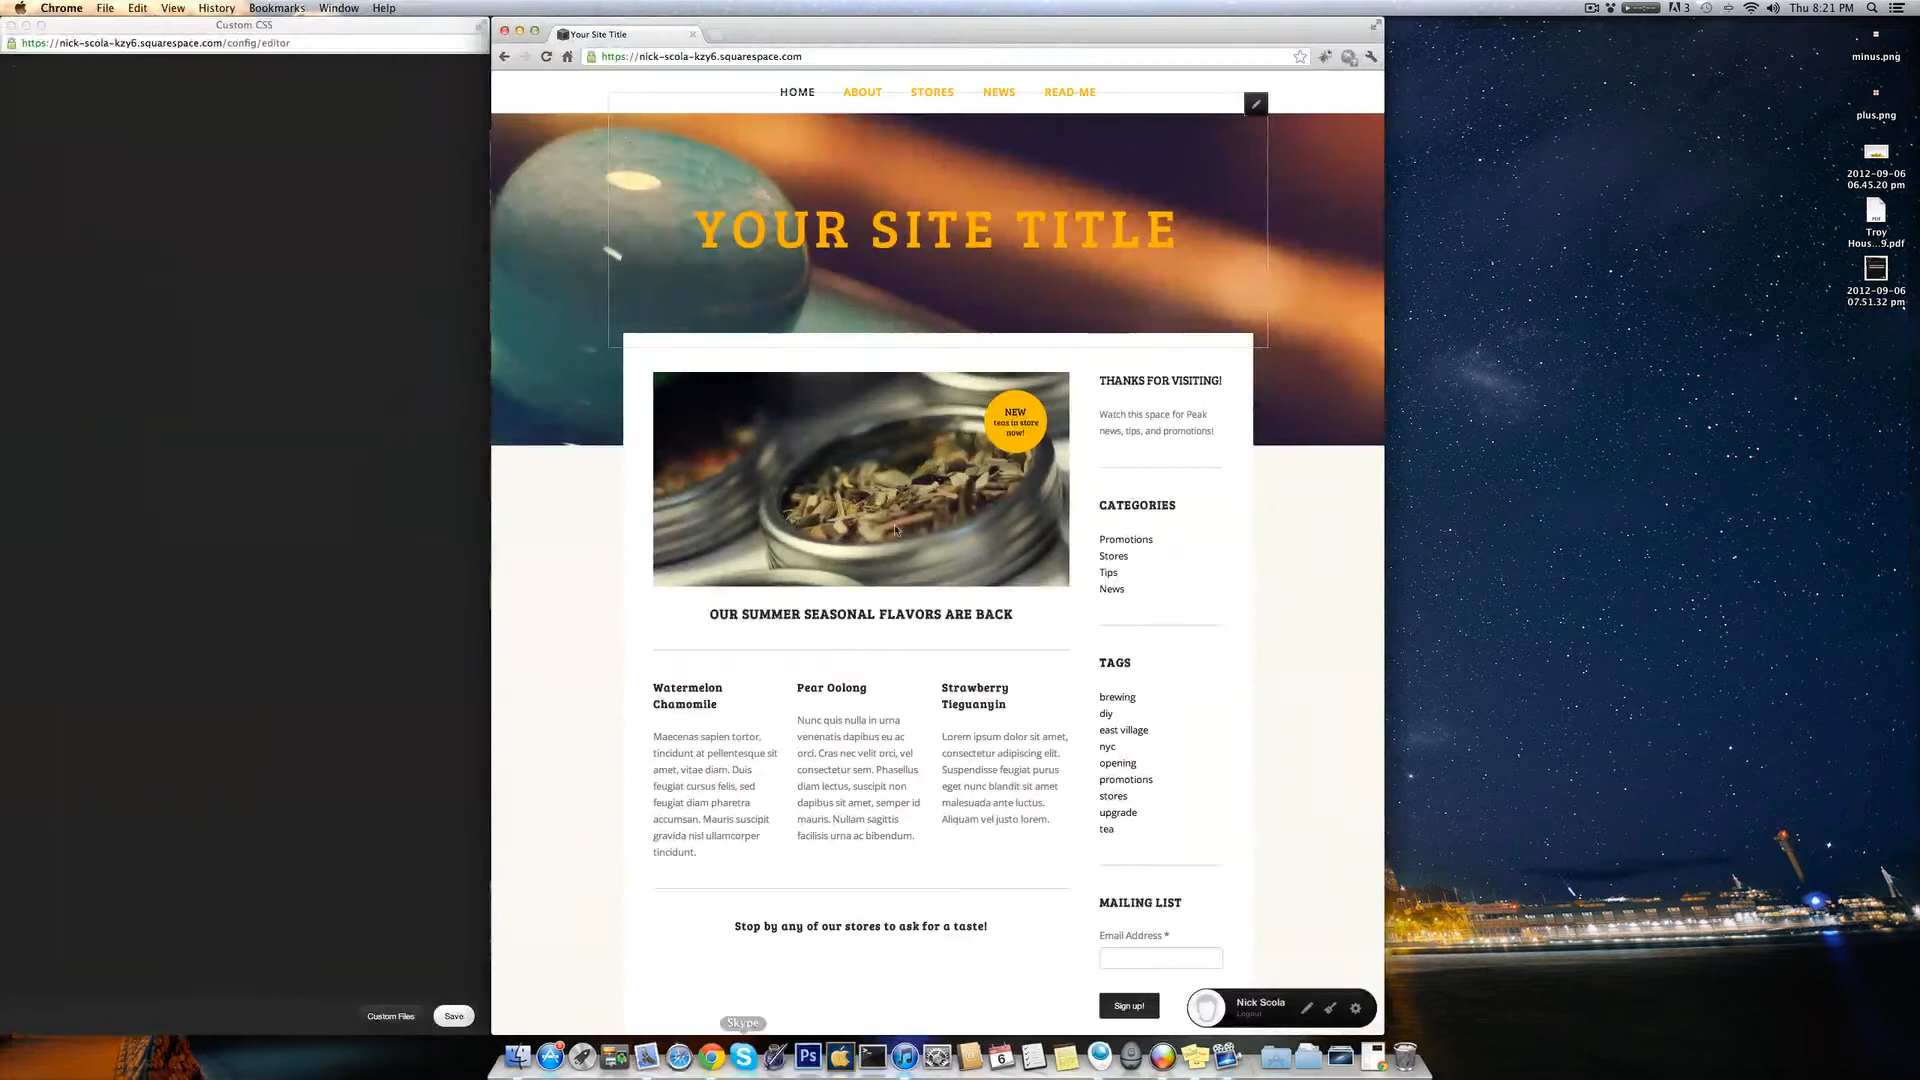 Chrome File Edit View History Bookmarks Window Help
3 Thu 8:21 PM
Custom CSS
https://nick-scola-kzy6.squarespace.com/config/editor
Custom Files Save
Your Site Title
https://nick-scola-kzy6.squarespace.com
HOME ABOUT STORES NEWS READ-ME
YOUR SITE TITLE
NEW
teas in store
now!
OUR SUMMER SEASONAL FLAVORS ARE BACK
Watermelon
Chamomile
Maecenas sapien tortor,
tincidunt at pellentesque sit
amet, vitae diam. Duis
feugiat cursus felis, sed
feugiat diam pharetra
accumsan. Mauris suscipit
gravida nisl ullamcorper
tincidunt.
Pear Oolong
Nunc quis nulla in urna
venenatis dapibus eu ac
orci. Cras nec velit orci, vel
consectetur sem. Phasellus
diam lectus, suscipit non
dapibus sit amet, semper id
mauris. Nullam sagittis
facilisis urna ac bibendum.
Strawberry
Tieguanyin
Lorem ipsum dolor sit amet,
consectetur adipiscing elit.
Suspendisse feugiat purus
eget nunc blandit sit amet
malesuada ante luctus.
Aliquam vel justo lorem.
Stop by any of our stores to ask for a taste!
THANKS FOR VISITING!
Watch this space for Peak
news, tips, and promotions!
CATEGORIES
Promotions
Stores
Tips
News
TAGS
brewing
diy
east village
nyc
opening
promotions
stores
upgrade
tea
MAILING LIST
Email Address *
Sign up!
Nick Scola
Logout
minus.png
plus.png
2012-09-06
06.45.20 pm
PDF
Troy
Hous...9.pdf
2012-09-06
07.51.32 pm
Skype
Ps
6